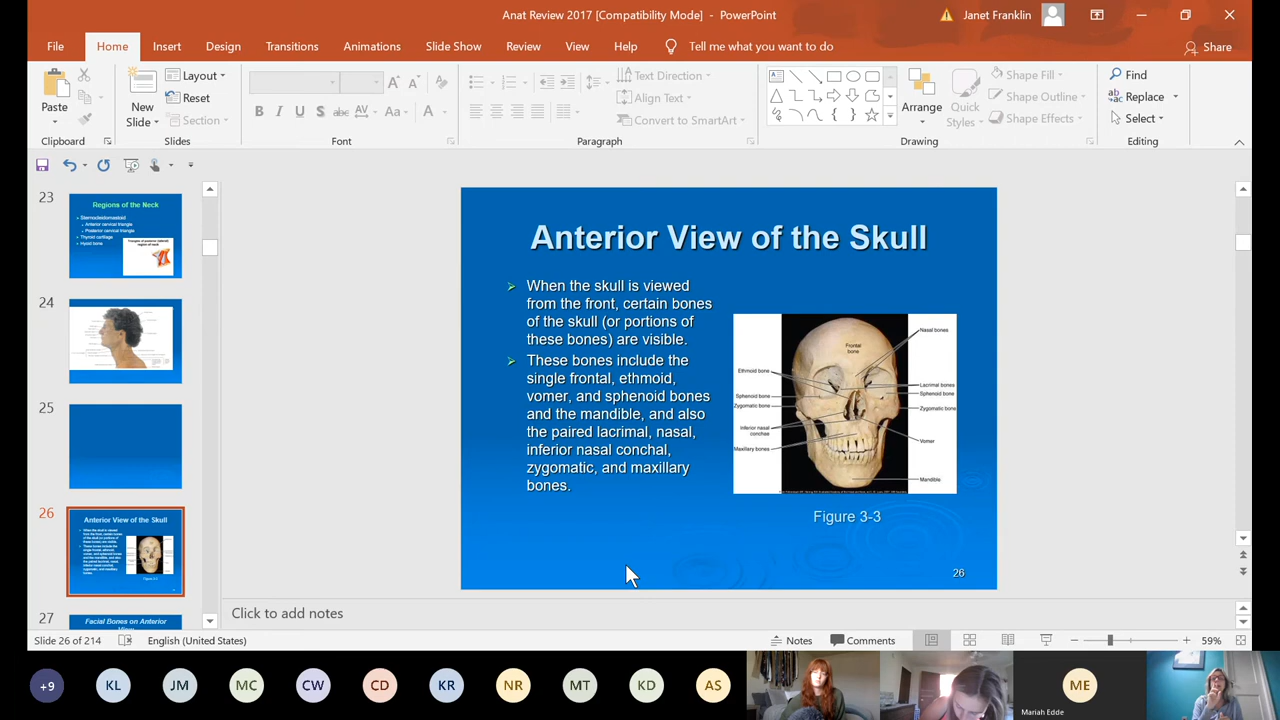 Anat Review 2017 [Compatibility Mode] - PowerPoint
Janet Franklin
File Home Insert Design Transitions Animations Slide Show Review View Help Tell me what you want to do
Share
Paste
Clipboard
New Slide
Layout
Reset
Section
Slides
B I U S abc AV Aa A
Font
Text Direction
Align Text
Convert to SmartArt
Paragraph
Arrange
Quick Styles
Shape Fill
Shape Outline
Shape Effects
Drawing
Find
Replace
Select
Editing
23
Regions of the Neck
Sternocleidomastoid
Anterior cervical triangle
Posterior cervical triangle
Thyroid cartilage
Hyoid bone
24
25
26
Anterior View of the Skull
27
Facial Bones on Anterior
View
Anterior View of the Skull
When the skull is viewed
from the front, certain bones
of the skull (or portions of
these bones) are visible.
These bones include the
single frontal, ethmoid,
vomer, and sphenoid bones
and the mandible, and also
the paired lacrimal, nasal,
inferior nasal conchal,
zygomatic, and maxillary
bones.
Frontal
bone
Nasal bones
Ethmoid bone
Lacrimal bones
Sphenoid bone
Sphenoid bone
Zygomatic bone
Zygomatic bone
Inferior nasal
conchae
Vomer
Maxillary bones
Mandible
Figure 3-3
26
Click to add notes
Slide 26 of 214
English (United States)
Notes
Comments
59%
+9 KL JM MC CW CD KR NR MT KD AS ME
Mariah Edde